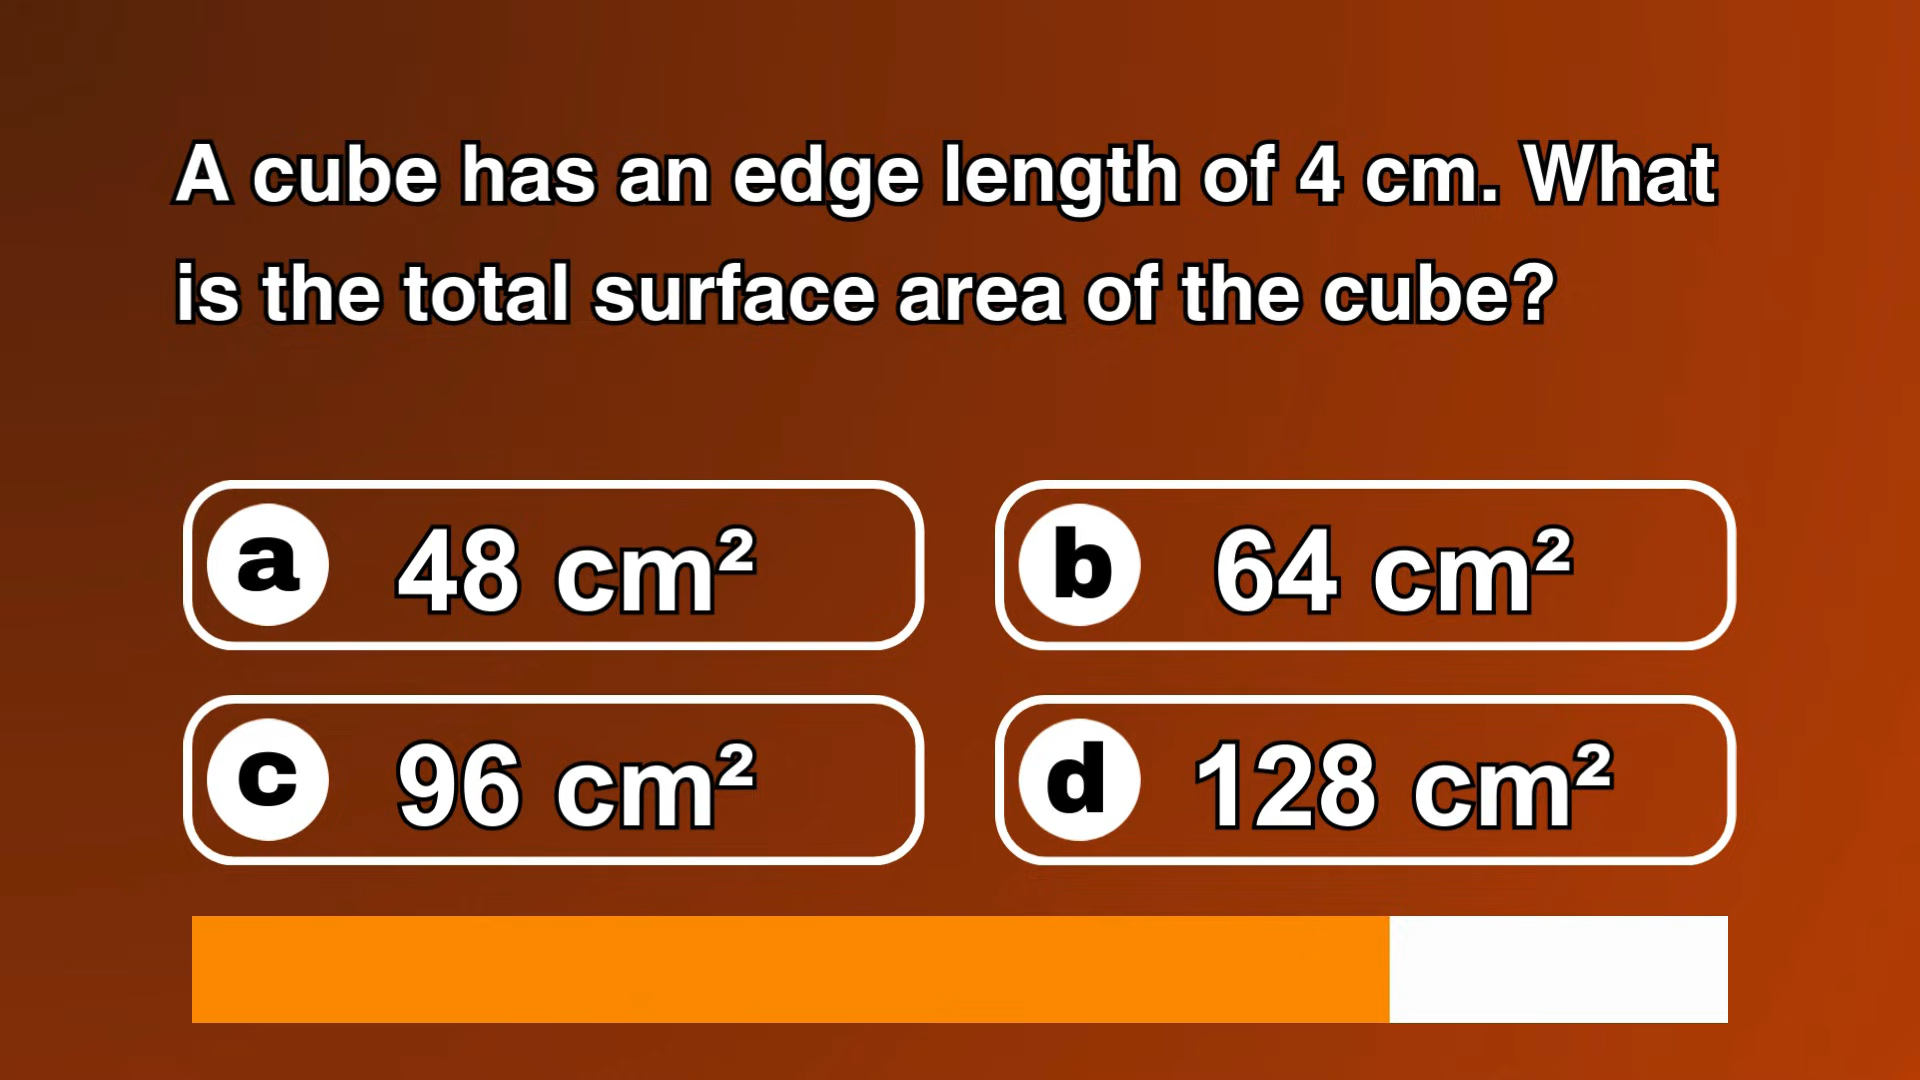 A cube has an edge length of 4 cm. What
is the total surface area of the cube?
a 48 cm²
b 64 cm²
c 96 cm²
d 128 cm²